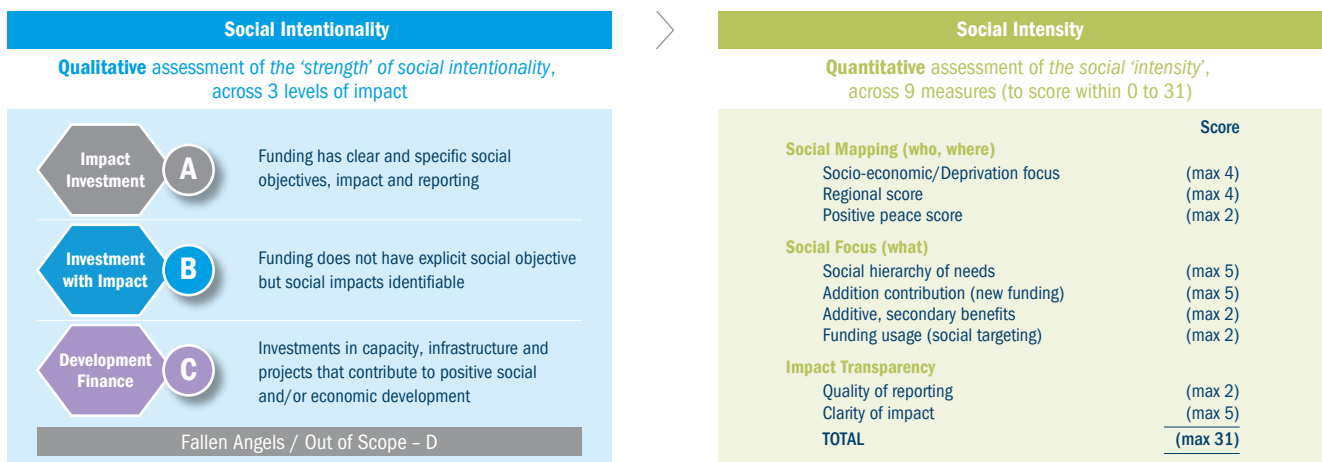 Social Intentionality
Qualitative assessment of the ‘strength’ of social intentionality,
across 3 levels of impact
Impact
Investment
A
Funding has clear and specific social
objectives, impact and reporting
Investment
with Impact
B
Funding does not have explicit social objective
but social impacts identifiable
Development
Finance
C
Investments in capacity, infrastructure and
projects that contribute to positive social
and/or economic development
Fallen Angels / Out of Scope – D
Social Intensity
Quantitative assessment of the social ‘intensity’,
across 9 measures (to score within 0 to 31)
Score
Social Mapping (who, where)
Socio-economic/Deprivation focus (max 4)
Regional score (max 4)
Positive peace score (max 2)
Social Focus (what)
Social hierarchy of needs (max 5)
Addition contribution (new funding) (max 5)
Additive, secondary benefits (max 2)
Funding usage (social targeting) (max 2)
Impact Transparency
Quality of reporting (max 2)
Clarity of impact (max 5)
TOTAL (max 31)